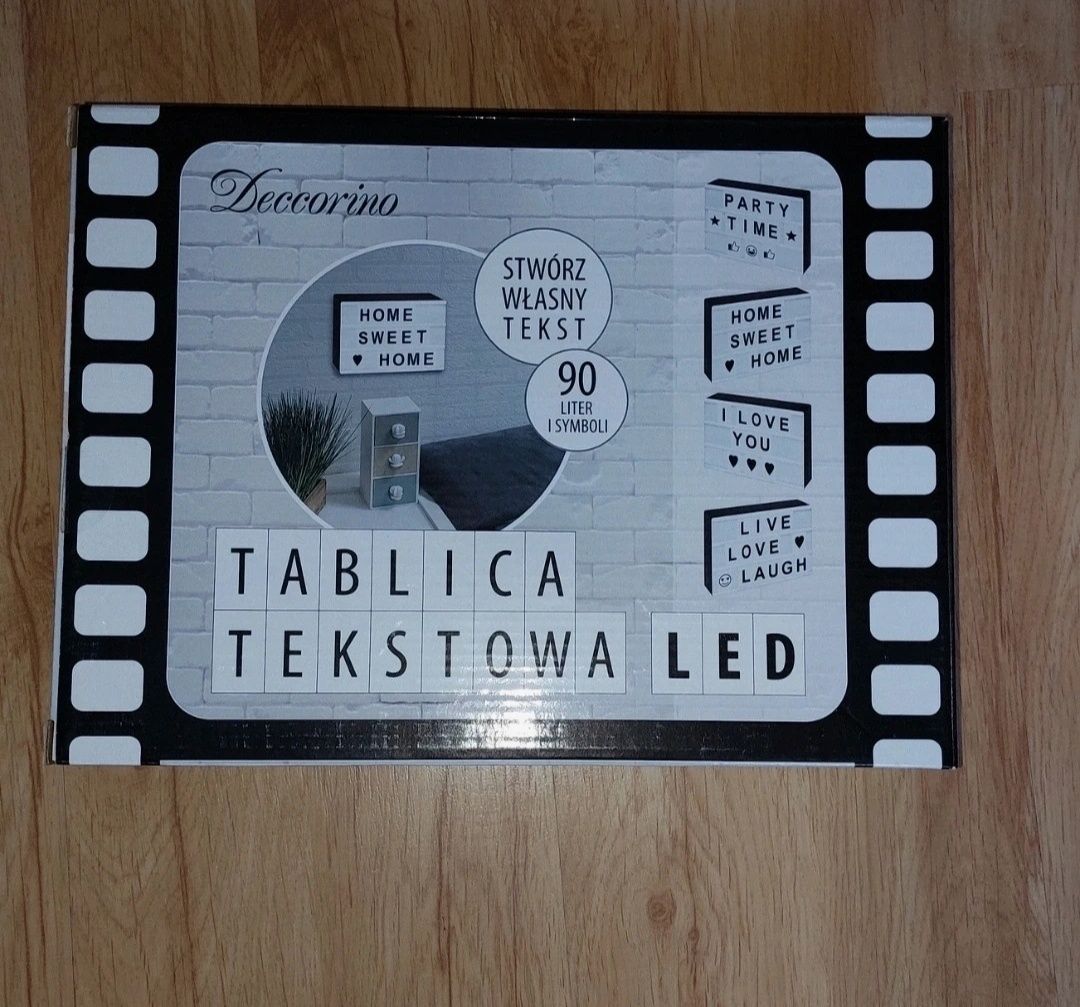 Deccorino
HOME
SWEET
♥ HOME
STWÓRZ
WŁASNY
TEKST
90
LITER
I SYMBOLI
PARTY
★ TIME ★
HOME
SWEET
♥ HOME
I LOVE
YOU
♥ ♥ ♥
LIVE
LOVE ♥
☺ LAUGH
TABLICA
TEKSTOWA LED